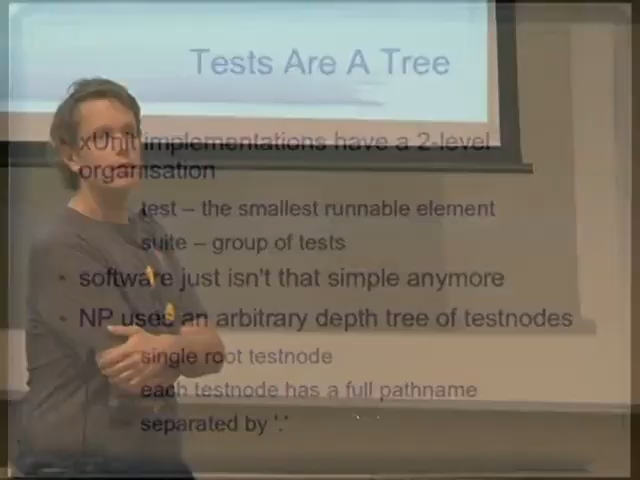 Tests Are A Tree
xUnit implementations have a 2-level
organisation
test – the smallest runnable element
suite – group of tests
software just isn't that simple anymore
NP uses an arbitrary depth tree of testnodes
single root testnode
each testnode has a full pathname
separated by '.'